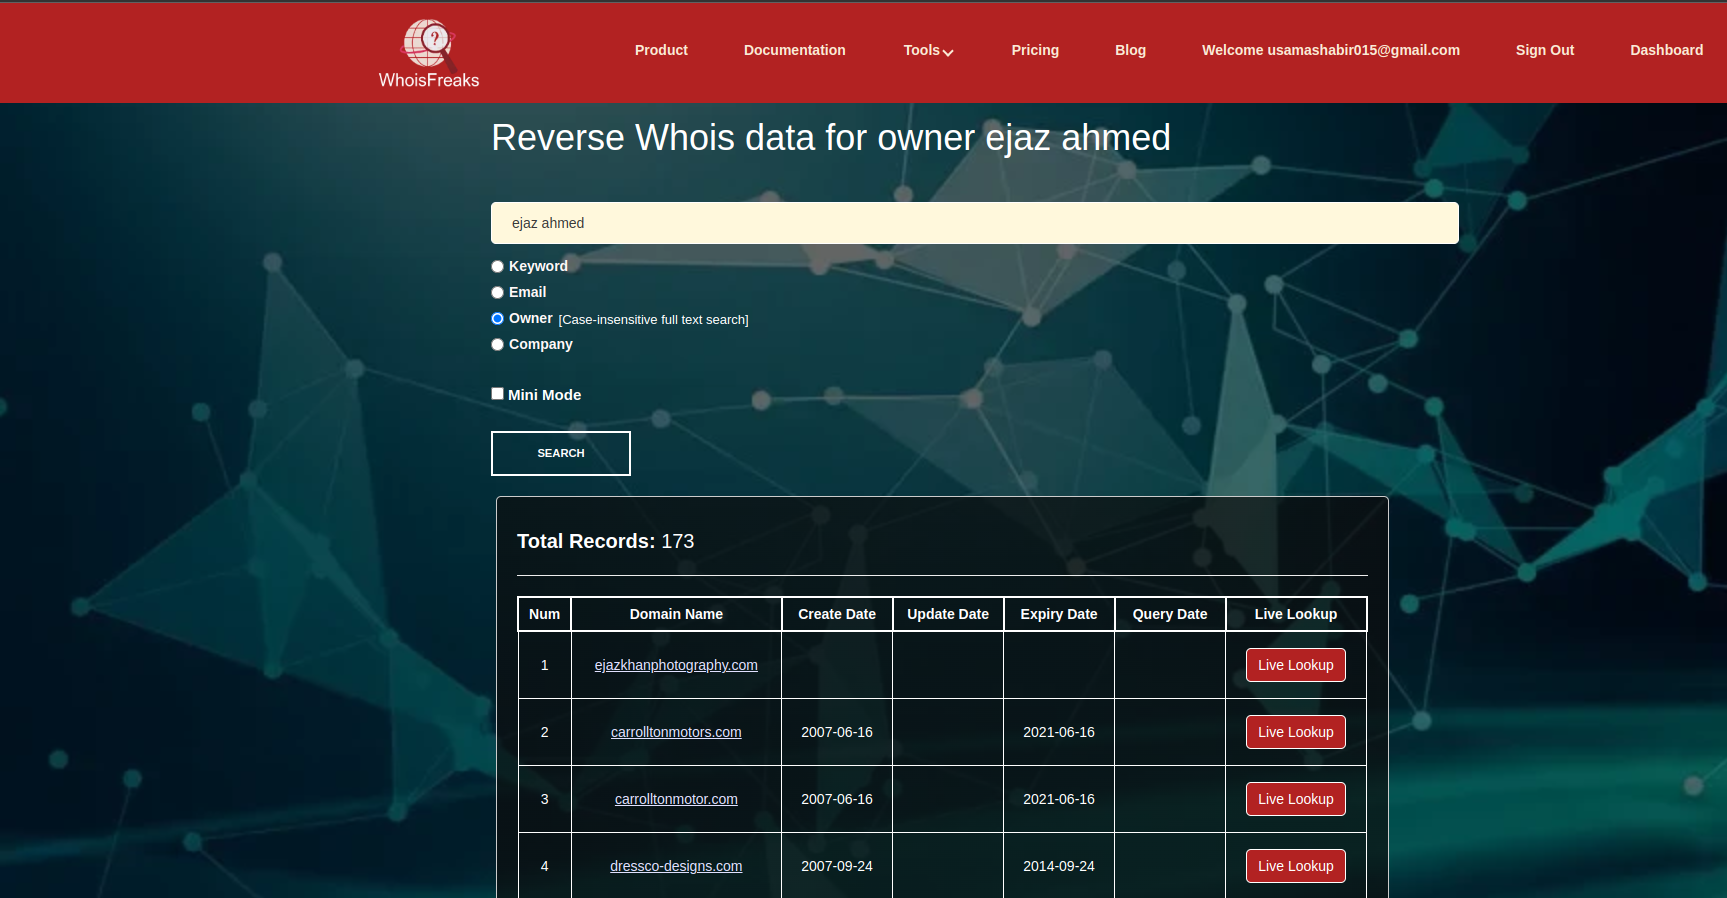 WhoisFreaks
Product Documentation Tools Pricing Blog Welcome usamashabir015@gmail.com Sign Out Dashboard
Reverse Whois data for owner ejaz ahmed
ejaz ahmed
Keyword
Email
Owner [Case-insensitive full text search]
Company
Mini Mode
SEARCH
Total Records: 173
Num Domain Name Create Date Update Date Expiry Date Query Date Live Lookup
1 ejazkhanphotography.com Live Lookup
2 carrolltonmotors.com 2007-06-16 2021-06-16 Live Lookup
3 carrolltonmotor.com 2007-06-16 2021-06-16 Live Lookup
4 dressco-designs.com 2007-09-24 2014-09-24 Live Lookup